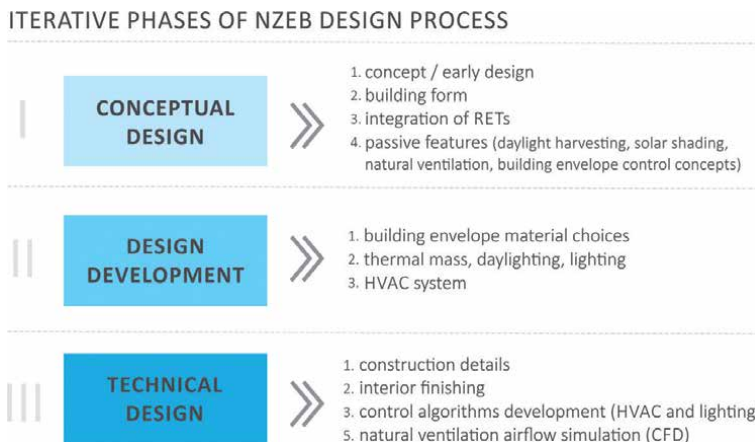 ITERATIVE PHASES OF NZEB DESIGN PROCESS
I
CONCEPTUAL
DESIGN
1. concept / early design
2. building form
3. integration of RETs
4. passive features (daylight harvesting, solar shading,
natural ventilation, building envelope control concepts)
II
DESIGN
DEVELOPMENT
1. building envelope material choices
2. thermal mass, daylighting, lighting
3. HVAC system
III
TECHNICAL
DESIGN
1. construction details
2. interior finishing
3. control algorithms development (HVAC and lighting
5. natural ventilation airflow simulation (CFD)